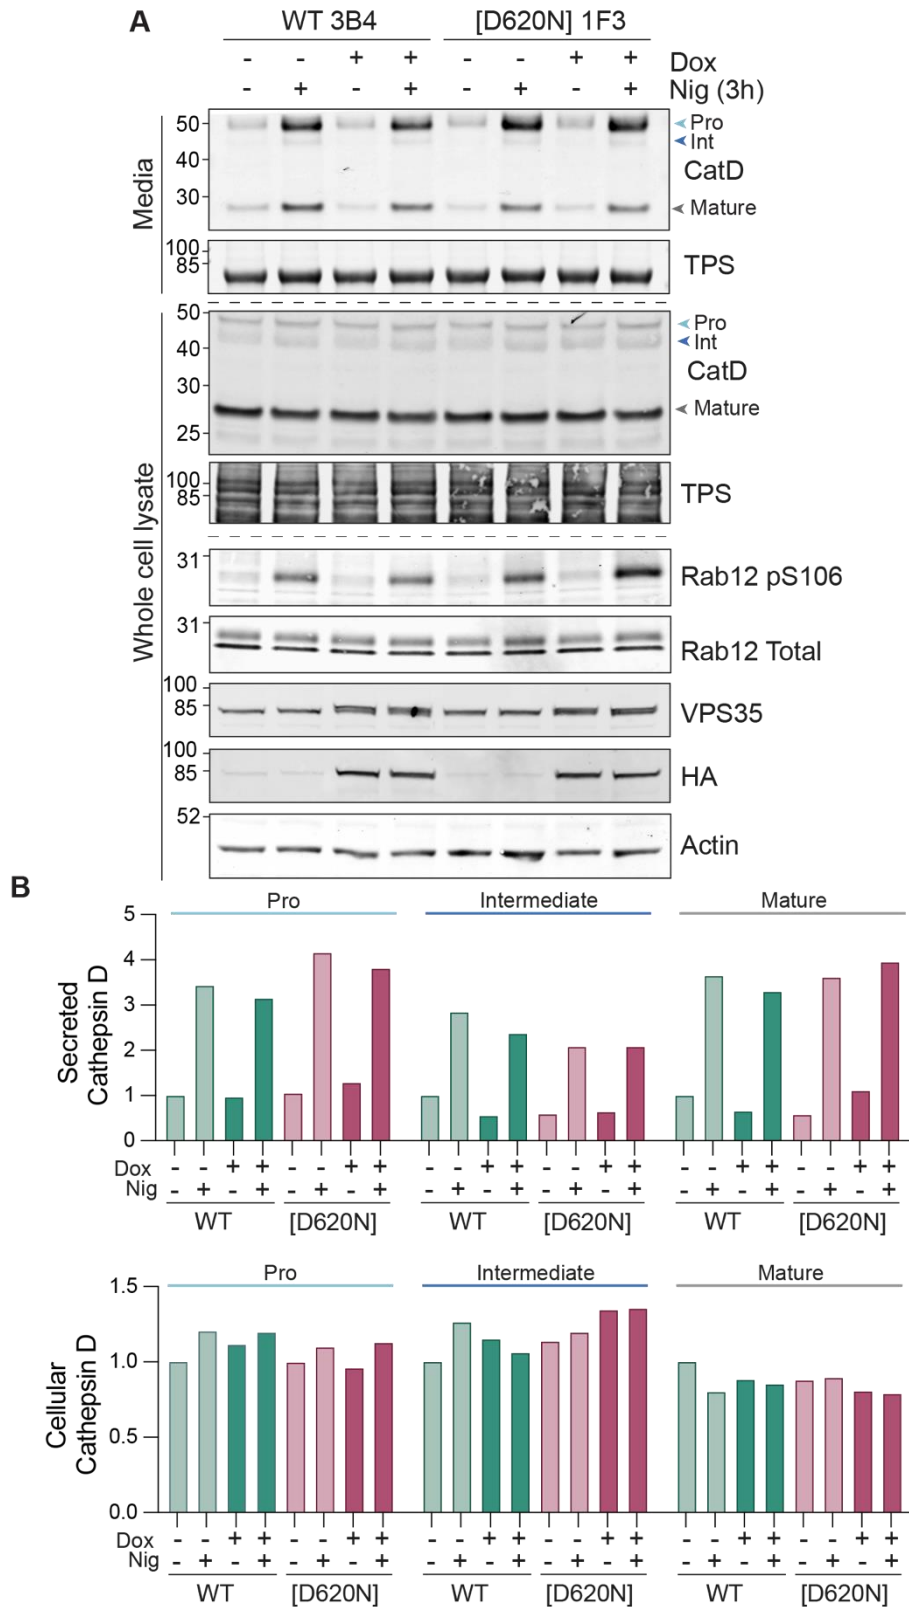 A
WT 3B4 [D620N] 1F3
- - + + - - + + Dox
- + - + - + - + Nig (3h)
Media
50 Pro
Int
40 CatD
30 Mature
100
85 TPS
Whole cell lysate
50 Pro
40 Int
CatD
30 Mature
25
100
85 TPS
31 Rab12 pS106
31 Rab12 Total
100
85 VPS35
100
85 HA
52 Actin
B
Pro Intermediate Mature
Secreted
Cathepsin D
5
4
3
2
1
0
Dox - - + + - - + + - - + + - - + + - - + + - - + +
Nig - + - + - + - + - + - + - + - + - + - + - + - +
WT [D620N] WT [D620N] WT [D620N]
Pro Intermediate Mature
Cellular
Cathepsin D
1.5
1.0
0.5
0.0
Dox - - + + - - + + - - + + - - + + - - + + - - + +
Nig - + - + - + - + - + - + - + - + - + - + - + - +
WT [D620N] WT [D620N] WT [D620N]